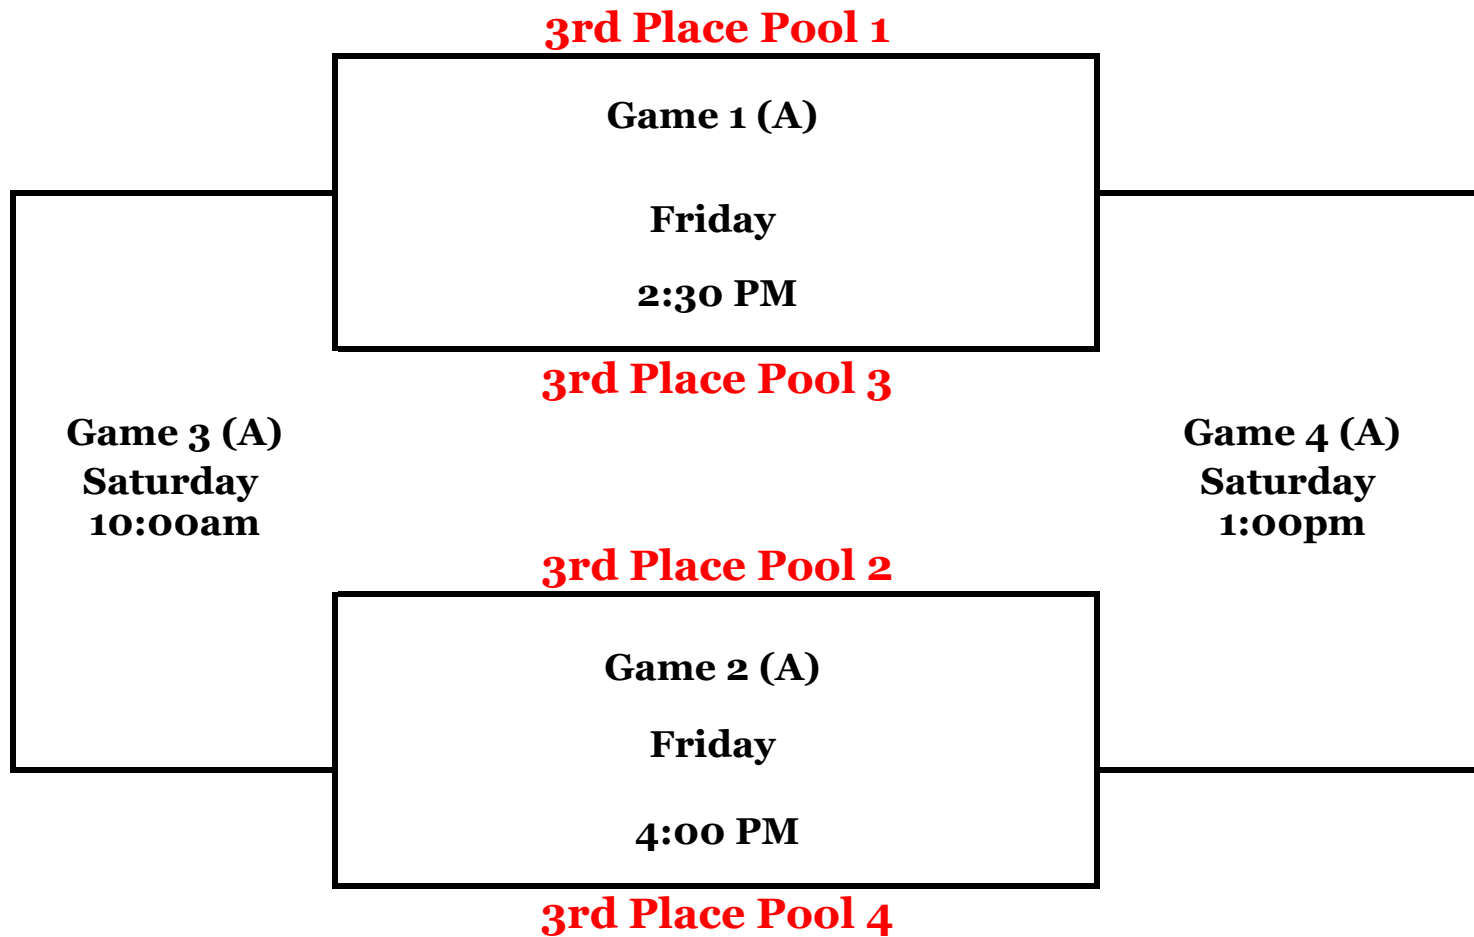 3rd Place Pool 1
Game 1 (A)
Friday
2:30 PM
3rd Place Pool 3
Game 3 (A)
Saturday
10:00am
Game 4 (A)
Saturday
1:00pm
3rd Place Pool 2
Game 2 (A)
Friday
4:00 PM
3rd Place Pool 4